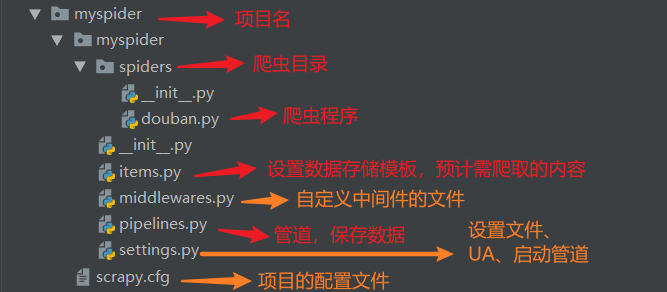 myspider 项目名
myspider
spiders 爬虫目录
__init__.py
douban.py 爬虫程序
__init__.py
items.py 设置数据存储模板，预计需爬取的内容
middlewares.py 自定义中间件的文件
pipelines.py 管道，保存数据
settings.py 设置文件、
UA、启动管道
scrapy.cfg 项目的配置文件